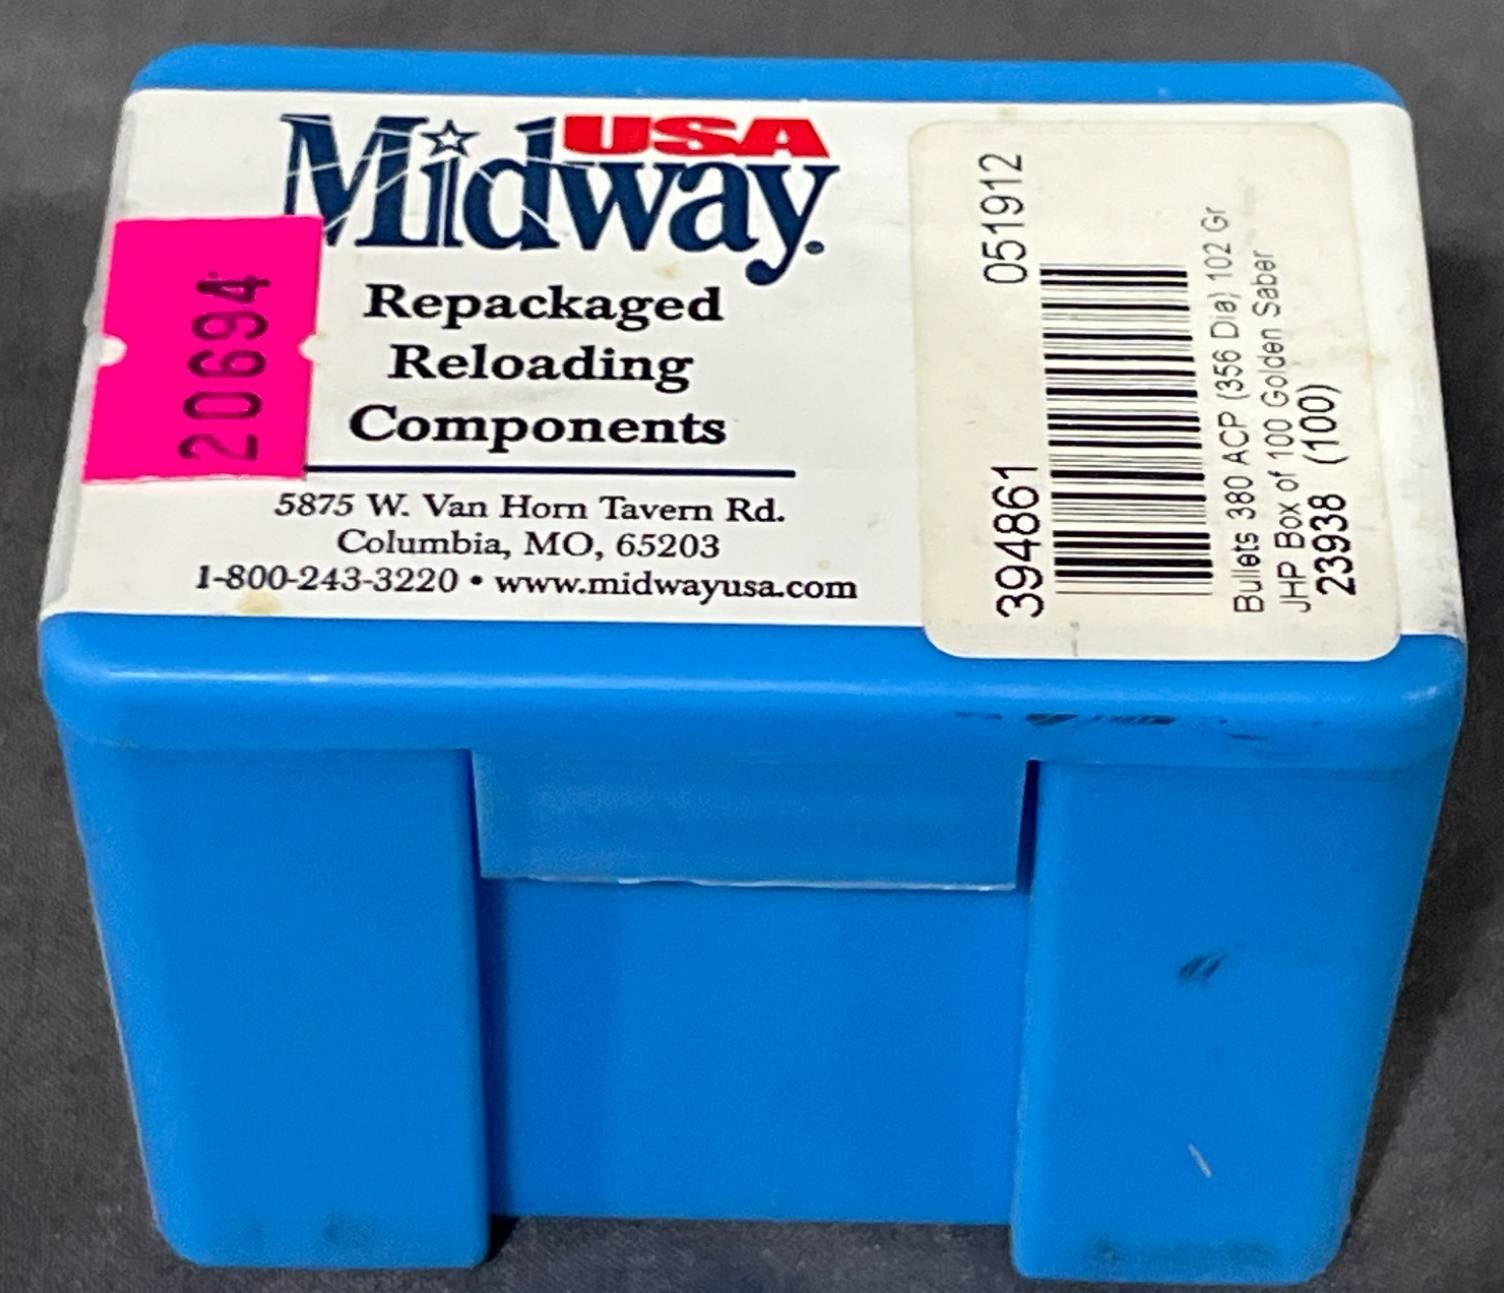 USA
Midway
Repackaged
Reloading
Components
5875 W. Van Horn Tavern Rd.
Columbia, MO, 65203
1-800-243-3220 • www.midwayusa.com
20694
394861 051912
Bullets 380 ACP (356 Dia) 102 Gr
JHP Box of 100 Golden Saber
23938 (100)